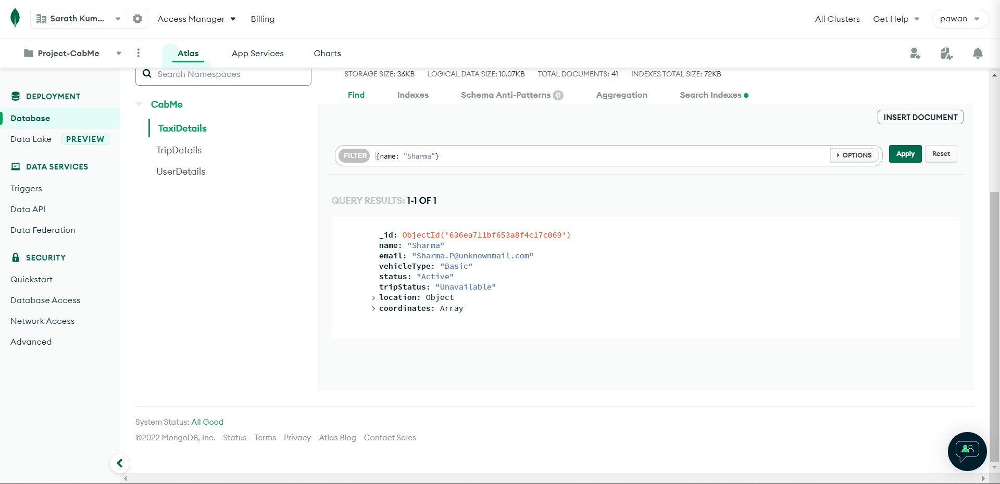 Sarath Kum...
Access Manager
Billing
All Clusters
Get Help
pawan
Project-CabMe
Atlas
App Services
Charts
DEPLOYMENT
Database
Data Lake PREVIEW
DATA SERVICES
Triggers
Data API
Data Federation
SECURITY
Quickstart
Database Access
Network Access
Advanced
Search Namespaces
CabMe
TaxiDetails
TripDetails
UserDetails
STORAGE SIZE: 36KB LOGICAL DATA SIZE: 10.07KB TOTAL DOCUMENTS: 41 INDEXES TOTAL SIZE: 72KB
Find Indexes Schema Anti-Patterns 0 Aggregation Search Indexes
INSERT DOCUMENT
FILTER {name: "Sharma"} OPTIONS Apply Reset
QUERY RESULTS: 1-1 OF 1
_id: ObjectId('636ea711bf653a8f4c17c069')
name: "Sharma"
email: "Sharma.P@unknownmail.com"
vehicleType: "Basic"
status: "Active"
tripStatus: "Unavailable"
location: Object
coordinates: Array
System Status: All Good
©2022 MongoDB, Inc. Status Terms Privacy Atlas Blog Contact Sales